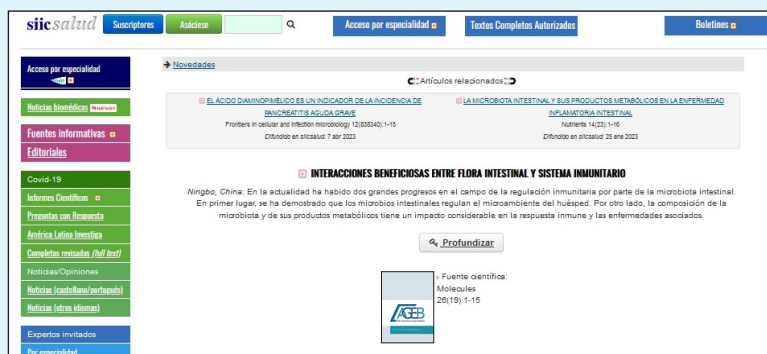 siicsalud
Suscriptores
Asóciese
Acceso por especialidad
Textos Completos Autorizados
Boletines
Acceso por especialidad
Noticias biomédicas Nuevo!
Fuentes informativas
Editoriales
Covid-19
Informes Científicos
Preguntas con Respuesta
América Latina Investiga
Completos revisados (full text)
Noticias/Opiniones
Noticias (castellano/portugués)
Noticias (otros idiomas)
Expertos invitados
Por especialidad
Novedades
Artículos relacionados
EL ÁCIDO DIAMINOPIMÉLICO ES UN INDICADOR DE LA INCIDENCIA DE
PANCREATITIS AGUDA GRAVE
Frontiers in cellular and infection microbiology 12(838340):1-15
Difundido en siicsalud: 7 abr 2023
LA MICROBIOTA INTESTINAL Y SUS PRODUCTOS METABÓLICOS EN LA ENFERMEDAD
INFLAMATORIA INTESTINAL
Nutrients 14(23):1-16
Difundido en siicsalud: 25 ene 2023
INTERACCIONES BENEFICIOSAS ENTRE FLORA INTESTINAL Y SISTEMA INMUNITARIO
Ningbo, China: En la actualidad ha habido dos grandes progresos en el campo de la regulación inmunitaria por parte de la microbiota intestinal.
En primer lugar, se ha demostrado que los microbios intestinales regulan el microambiente del huésped. Por otro lado, la composición de la
microbiota y de sus productos metabólicos tiene un impacto considerable en la respuesta inmune y las enfermedades asociadas.
Profundizar
Fuente científica:
Molecules
26(19):1-15
AGEB